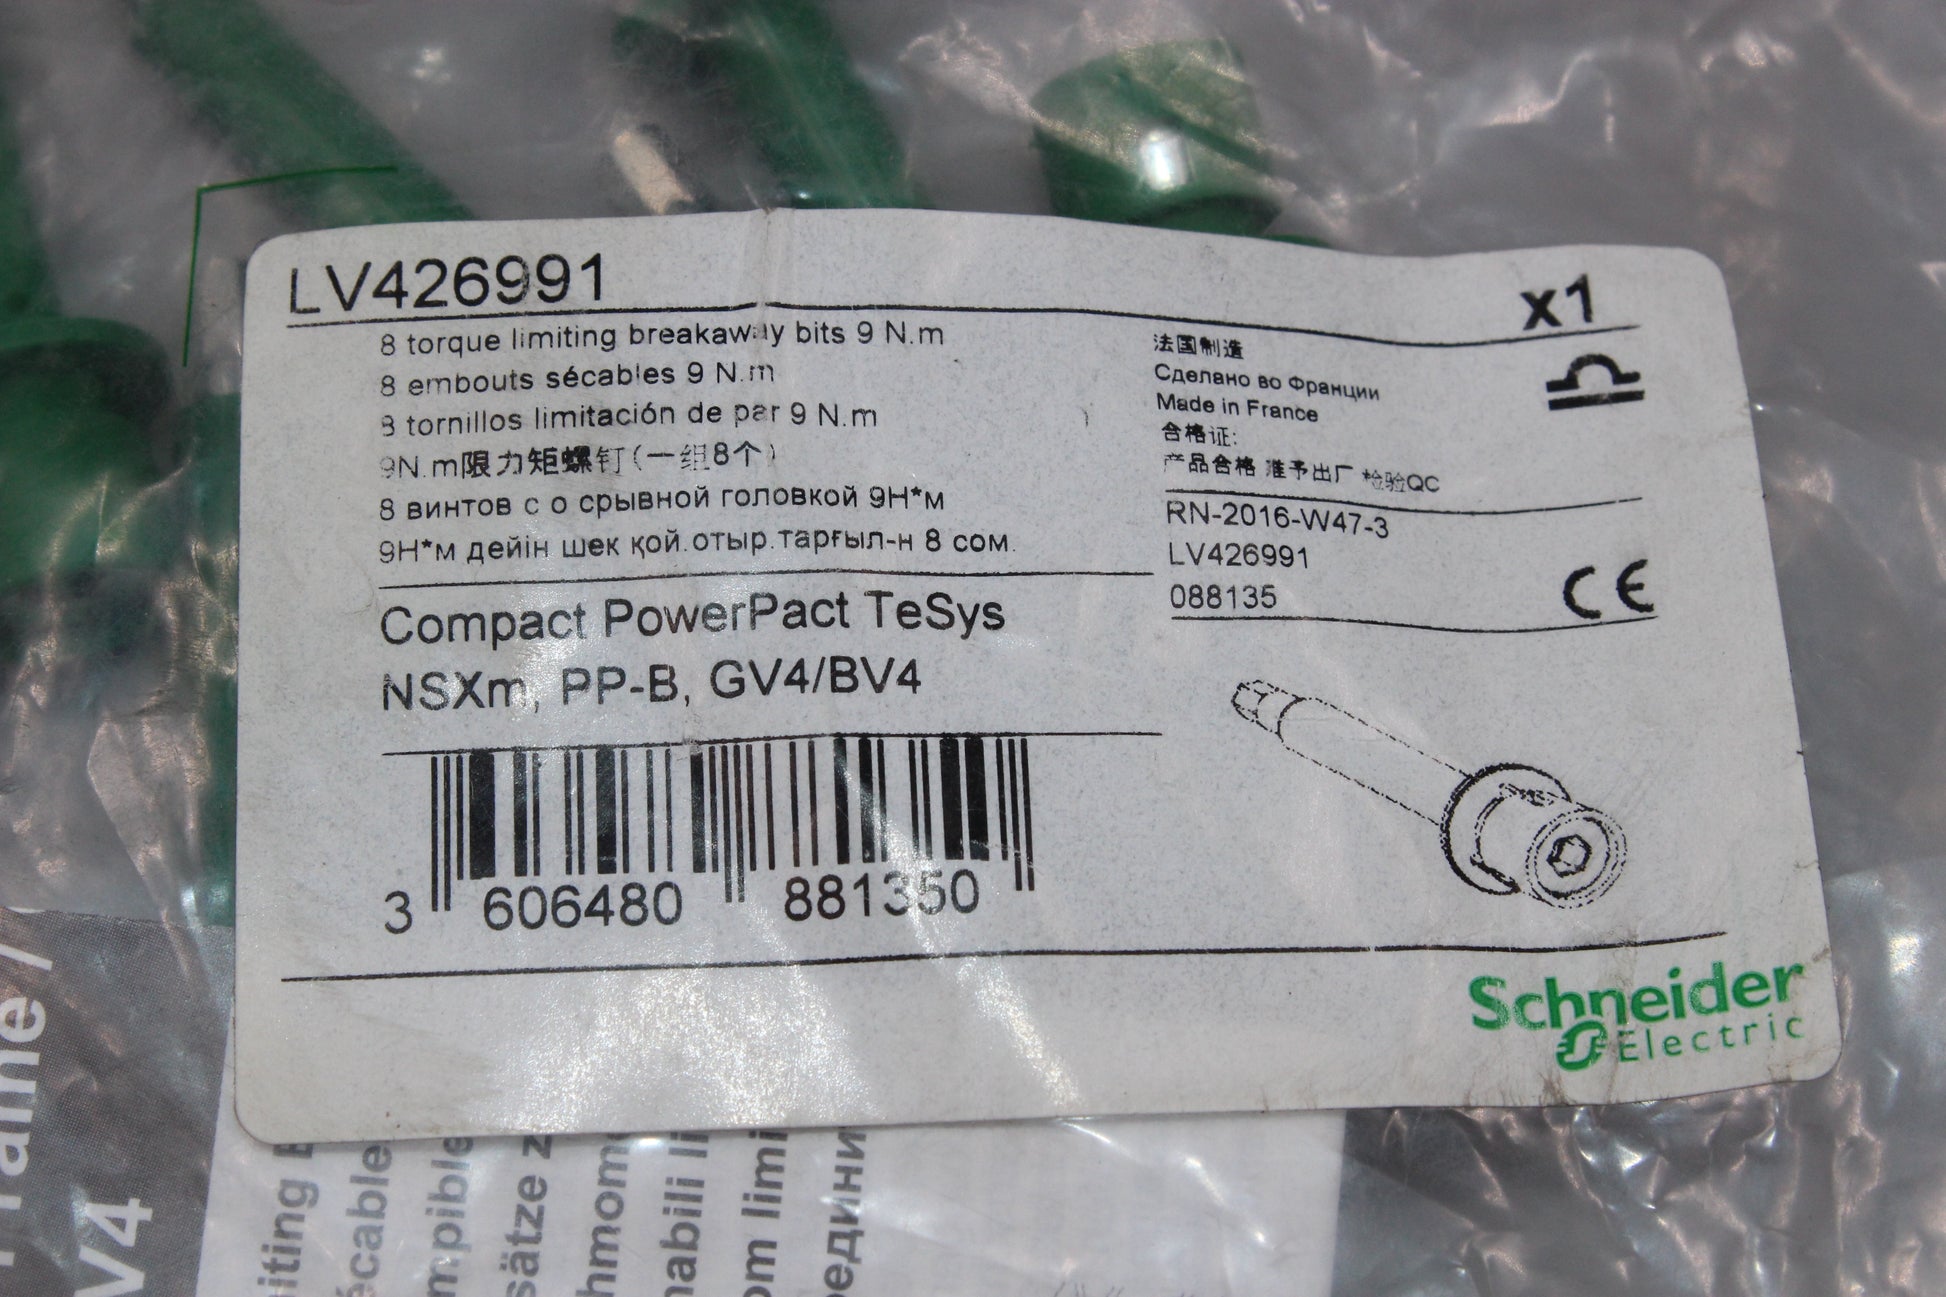 LV426991
x1
8 torque limiting breakaway bits 9 N.m
8 embouts sécables 9 N.m
8 tornillos limitación de par 9 N.m
9N.m限力矩螺钉(一组8个)
8 винтов с о срывной головкой 9Н*м
9Н*м дейін шек қой.отыр.тарғыл-н 8 сом.
法国制造
Сделано во Франции
Made in France
合格证:
产品合格 准予出厂 检验QC
RN-2016-W47-3
LV426991
088135
CE
Compact PowerPact TeSys
NSXm, PP-B, GV4/BV4
3 606480 881350
Schneider
Electric
V4